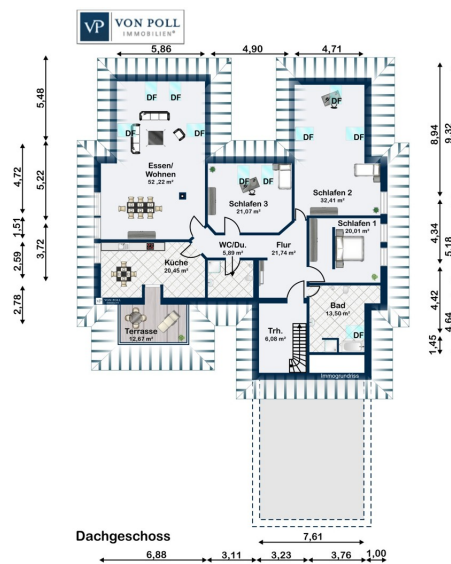 VP VON POLL
IMMOBILIEN®
5,86 4,90 4,71
5,48
5,22
3,72
4,72
1,51
2,59
2,78
8,94
9,32
4,34
5,18
4,42
4,64
1,45
DF DF
DF DF
DF
DF DF
DF DF
Essen/
Wohnen
52,22 m²
Schlafen 3
21,07 m²
Schlafen 2
32,41 m²
Schlafen 1
20,01 m²
WC/Du.
5,89 m²
Flur
21,74 m²
Küche
20,45 m²
VP VON POLL
Terrasse
12,67 m²
Trh.
6,08 m²
Bad
13,50 m²
DF
Immogrundriss
Dachgeschoss
7,61
6,88 3,11 3,23 3,76 1,00